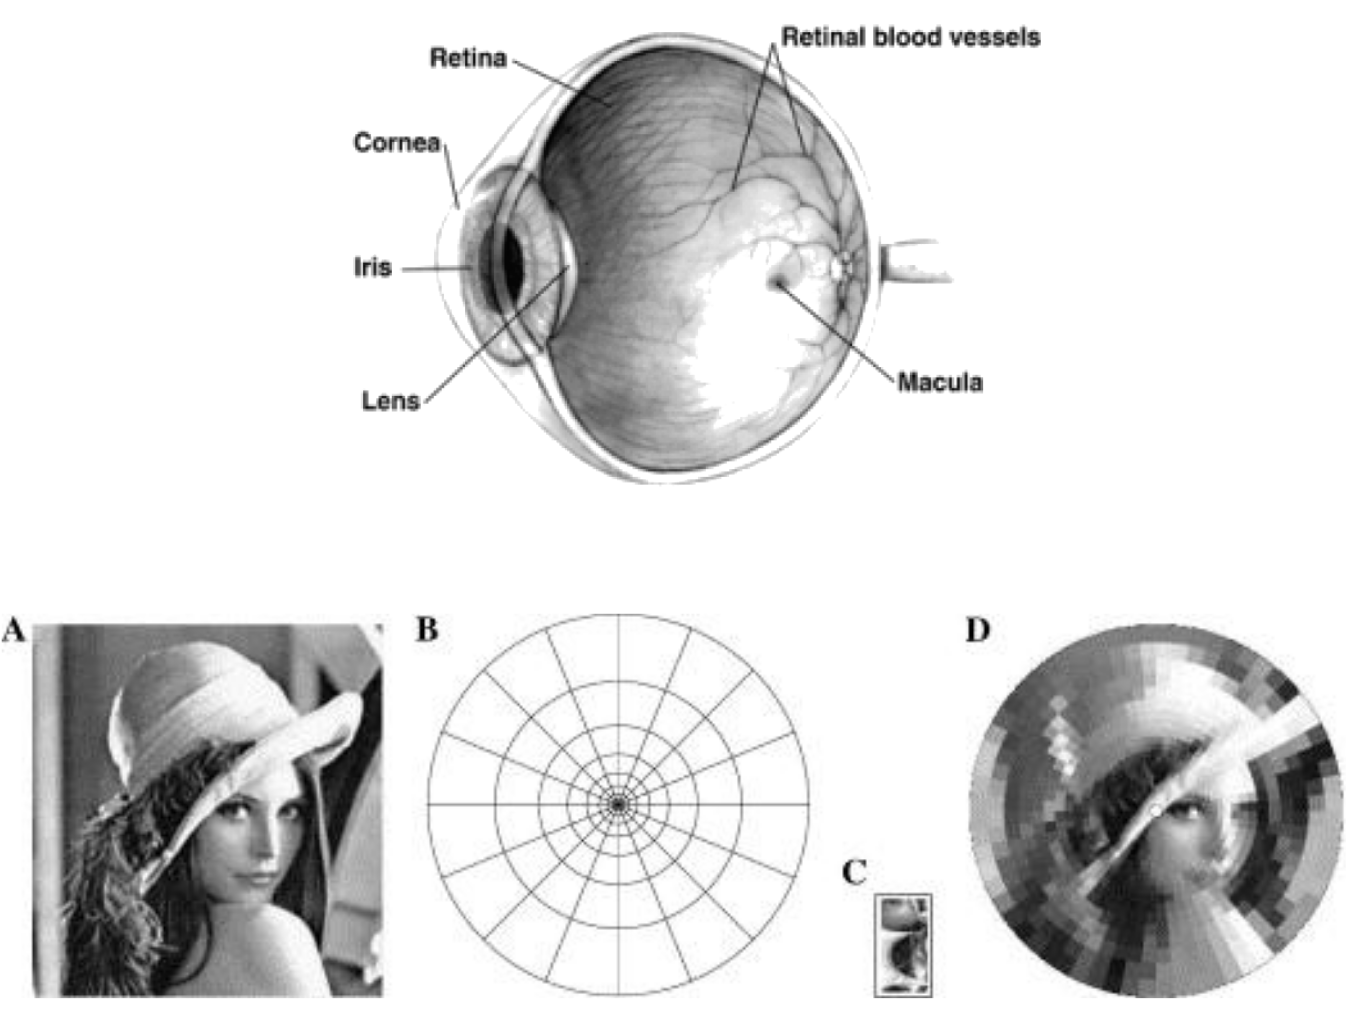 Retinal blood vessels
Retina
Cornea
Iris
Lens
Macula
A
B
C
D